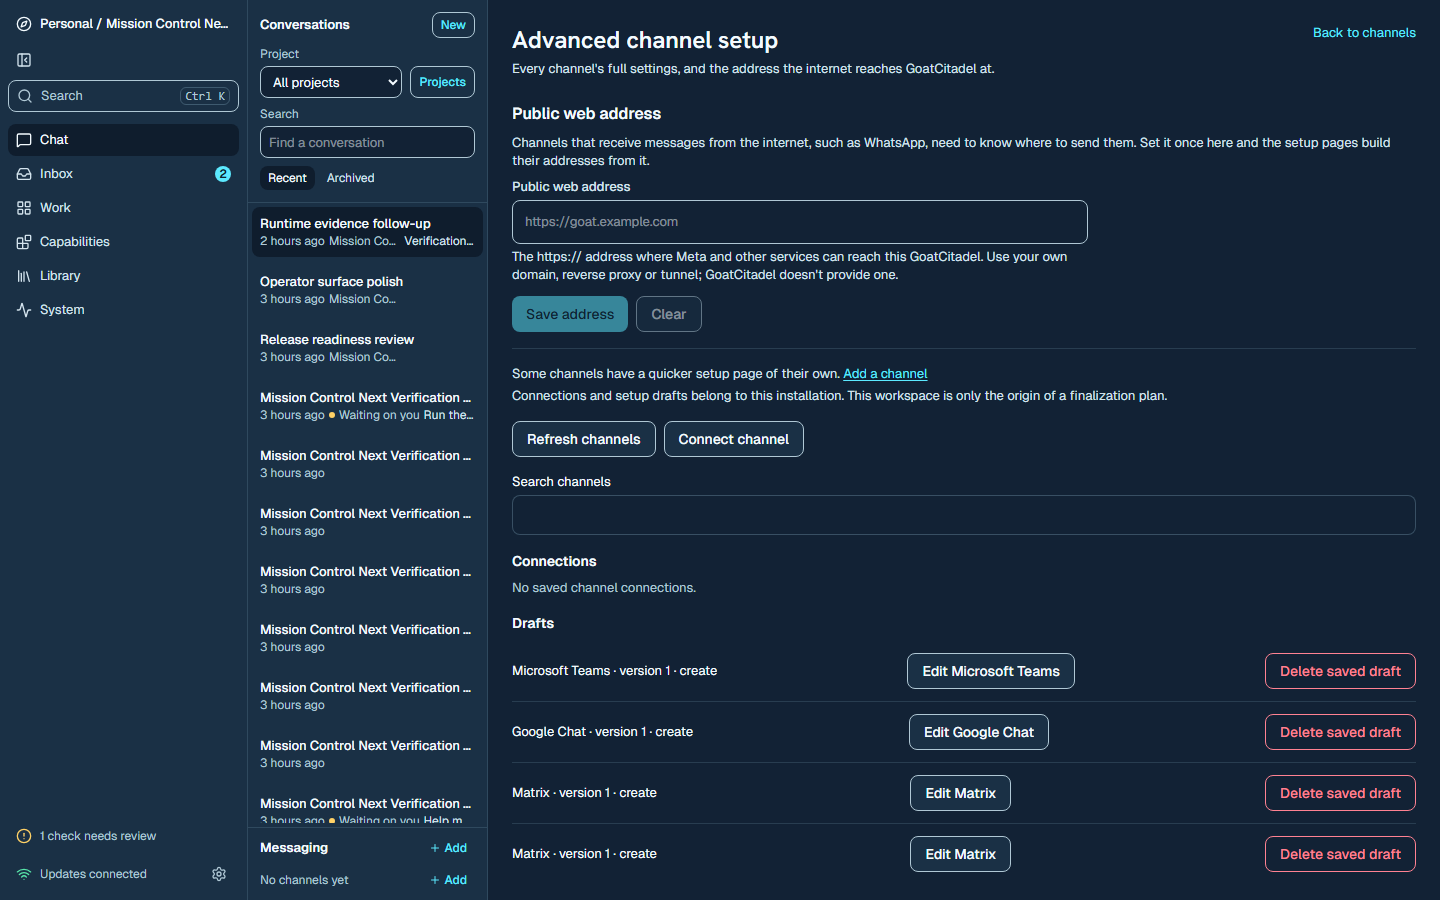 Personal / Mission Control Ne...
Search
Ctrl K
Chat
Inbox
2
Work
Capabilities
Library
System
1 check needs review
Updates connected
Conversations
New
Project
All projects
Projects
Search
Find a conversation
Recent
Archived
Runtime evidence follow-up
2 hours ago Mission Co... Verification...
Operator surface polish
3 hours ago Mission Co...
Release readiness review
3 hours ago Mission Co...
Mission Control Next Verification ...
3 hours ago Waiting on you Run the...
Mission Control Next Verification ...
3 hours ago
Mission Control Next Verification ...
3 hours ago
Mission Control Next Verification ...
3 hours ago
Mission Control Next Verification ...
3 hours ago
Mission Control Next Verification ...
3 hours ago
Mission Control Next Verification ...
3 hours ago
Mission Control Next Verification ...
3 hours ago Waiting on you Help m...
Messaging
+ Add
No channels yet
+ Add
Advanced channel setup
Back to channels
Every channel's full settings, and the address the internet reaches GoatCitadel at.
Public web address
Channels that receive messages from the internet, such as WhatsApp, need to know where to send them. Set it once here and the setup pages build
their addresses from it.
Public web address
https://goat.example.com
The https:// address where Meta and other services can reach this GoatCitadel. Use your own
domain, reverse proxy or tunnel; GoatCitadel doesn't provide one.
Save address
Clear
Some channels have a quicker setup page of their own. Add a channel
Connections and setup drafts belong to this installation. This workspace is only the origin of a finalization plan.
Refresh channels
Connect channel
Search channels
Connections
No saved channel connections.
Drafts
Microsoft Teams · version 1 · create
Edit Microsoft Teams
Delete saved draft
Google Chat · version 1 · create
Edit Google Chat
Delete saved draft
Matrix · version 1 · create
Edit Matrix
Delete saved draft
Matrix · version 1 · create
Edit Matrix
Delete saved draft